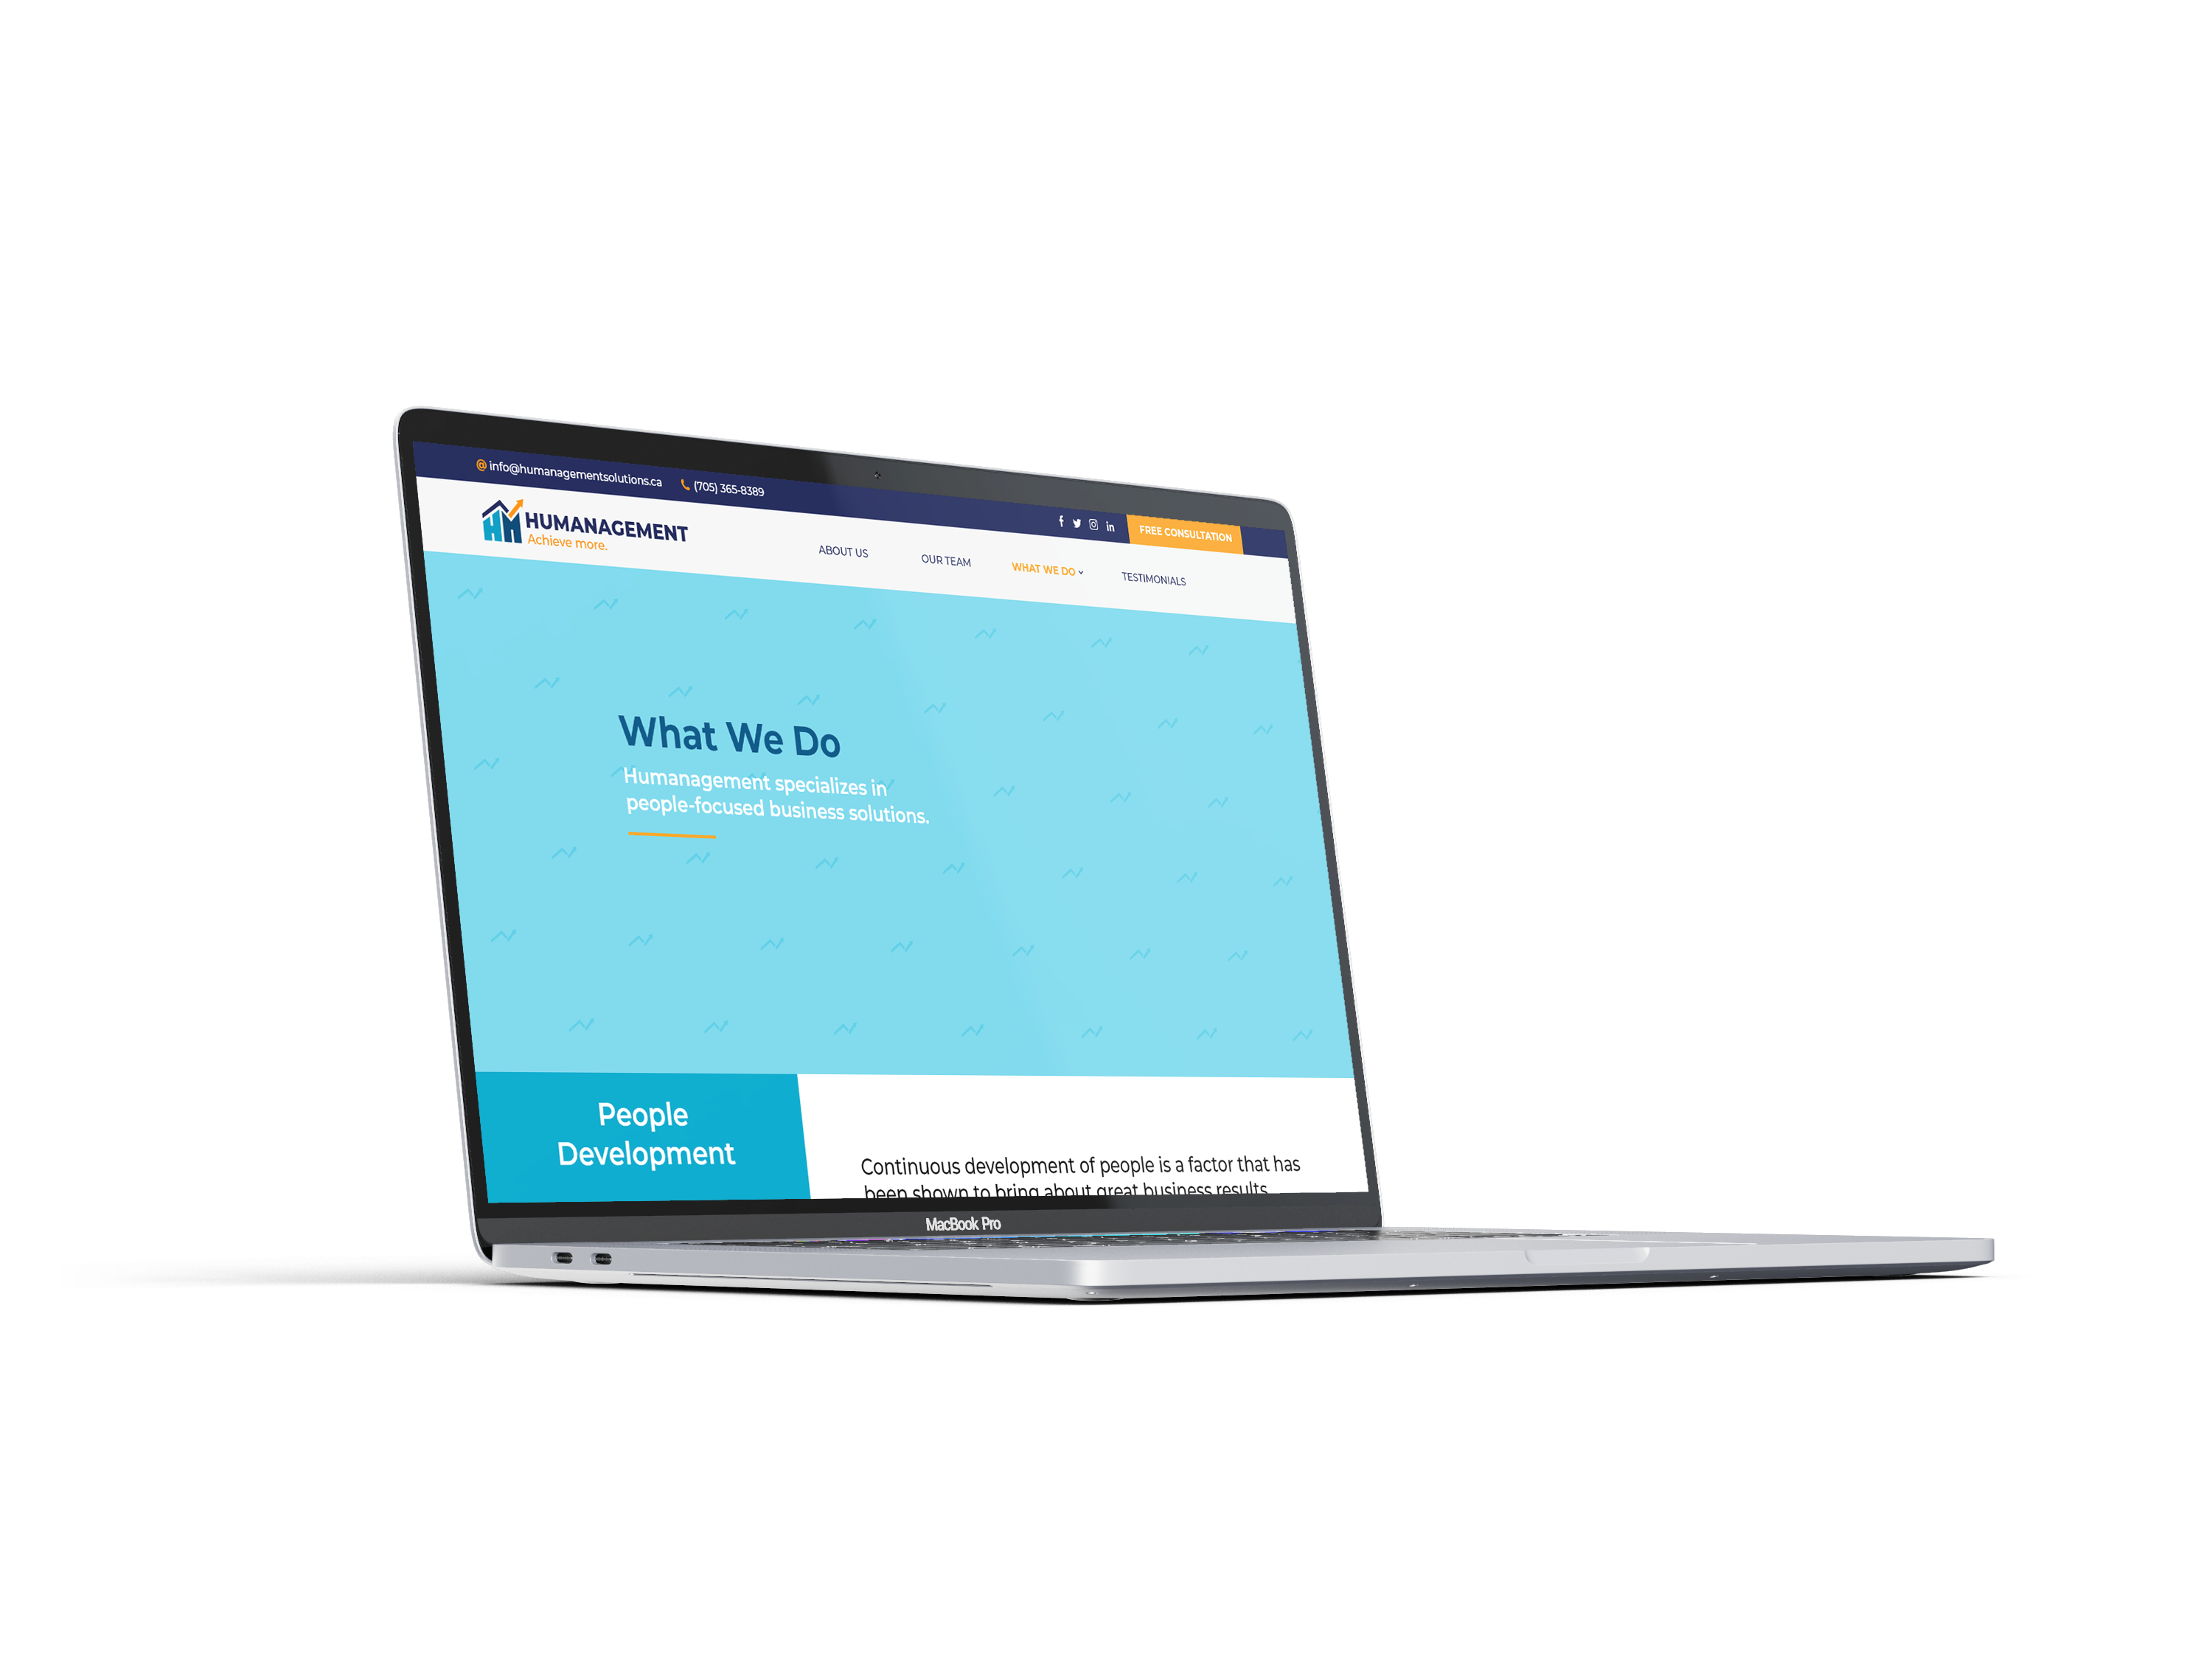 @ info@humanagementsolutions.ca (705) 365-8389
FREE CONSULTATION
HM HUMANAGEMENT
Achieve more.
ABOUT US OUR TEAM WHAT WE DO TESTIMONIALS
What We Do
Humanagement specializes in
people-focused business solutions.
People
Development
Continuous development of people is a factor that has
been shown to bring about great business results
MacBook Pro